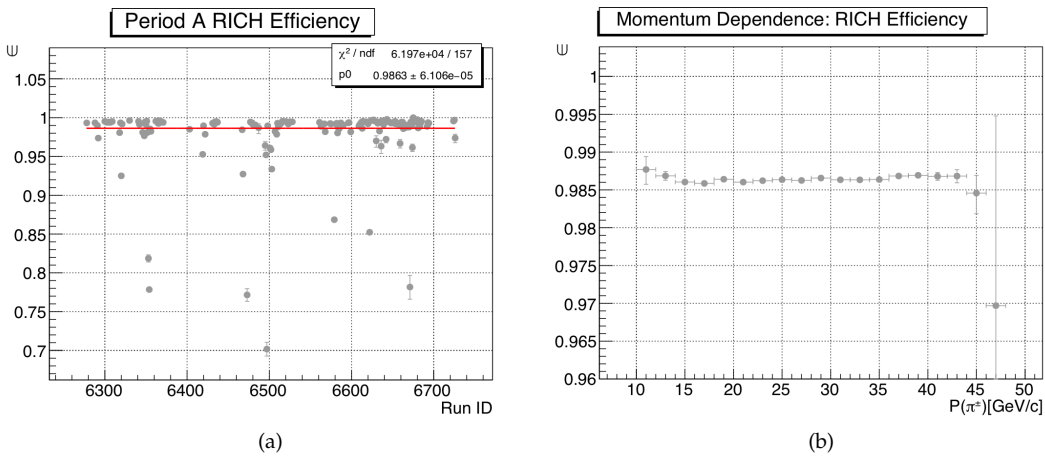 Period A RICH Efficiency
χ² / ndf 6.197e+04 / 157
p0 0.9863 ± 6.106e−05
∈
1.05
1
0.95
0.9
0.85
0.8
0.75
0.7
6300 6400 6500 6600 6700
Run ID
(a)
Momentum Dependence: RICH Efficiency
∈
1
0.995
0.99
0.985
0.98
0.975
0.97
0.965
0.96
10 15 20 25 30 35 40 45 50
P(π±)[GeV/c]
(b)